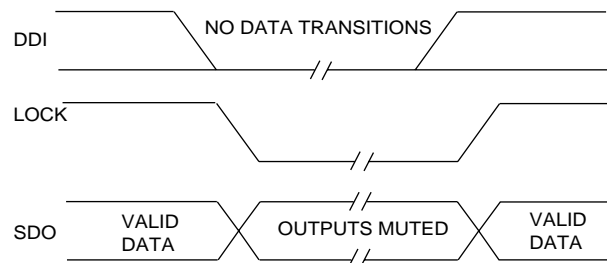 NO DATA TRANSITIONS
DDI
LOCK
SDO
VALID
DATA
OUTPUTS MUTED
VALID
DATA